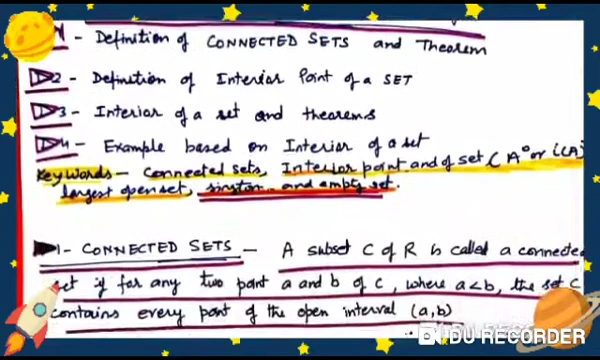 1 - Definition of CONNECTED SETS and Theorem
2 - Definition of Interior Point of a SET
3 - Interior of a set and theorems
4 - Example based on Interior of a set
Keywords - Connected sets, Interior point and of set (A° or i(A)
largest open set, sington and empty set.
1 - CONNECTED SETS - A subset C of R is called a connected
set if for any two point a and b of C, where a<b, the set C
contains every point of the open interval (a,b)
DU RECORDER